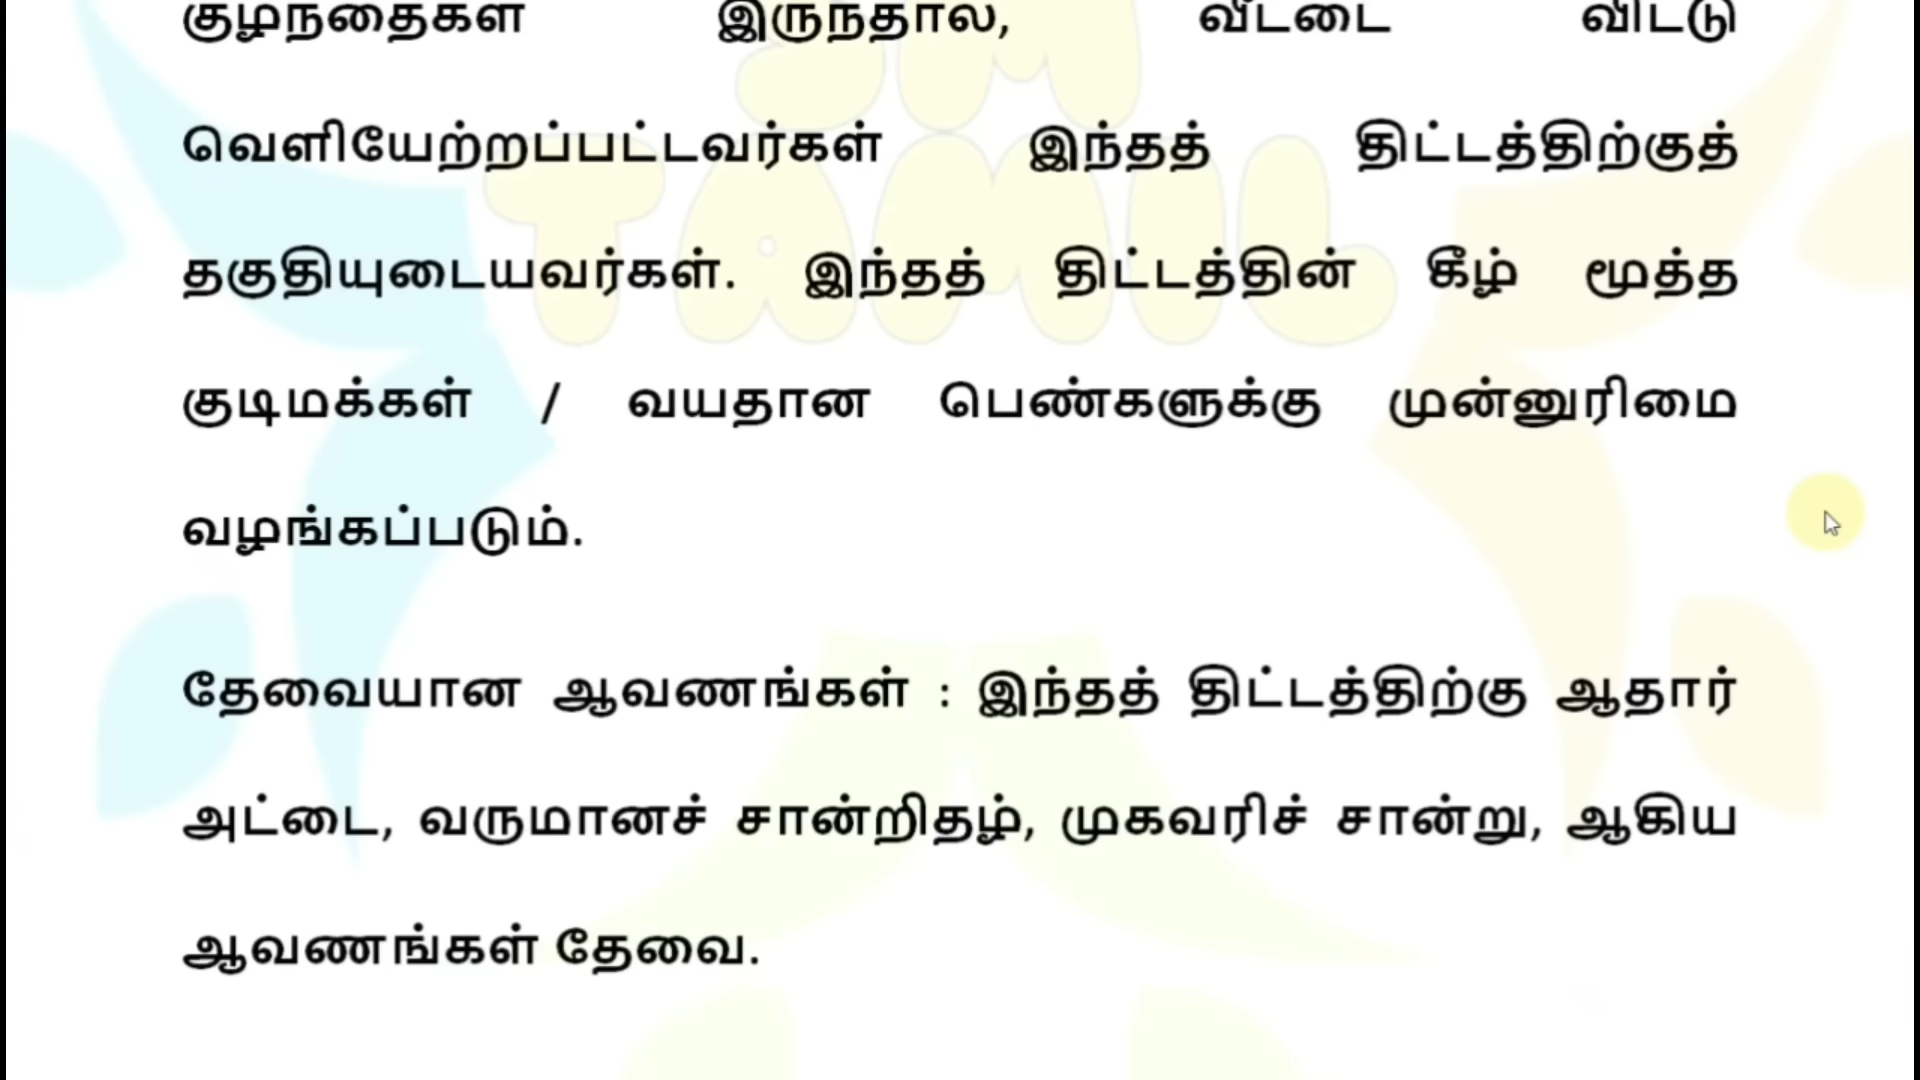 குழந்தைகள் இருந்தால், வீட்டை விட்டு
வெளியேற்றப்பட்டவர்கள் இந்தத் திட்டத்திற்குத்
தகுதியுடையவர்கள். இந்தத் திட்டத்தின் கீழ் மூத்த
குடிமக்கள் / வயதான பெண்களுக்கு முன்னுரிமை
வழங்கப்படும்.
தேவையான ஆவணங்கள் : இந்தத் திட்டத்திற்கு ஆதார்
அட்டை, வருமானச் சான்றிதழ், முகவரிச் சான்று, ஆகிய
ஆவணங்கள் தேவை.
TAMIL